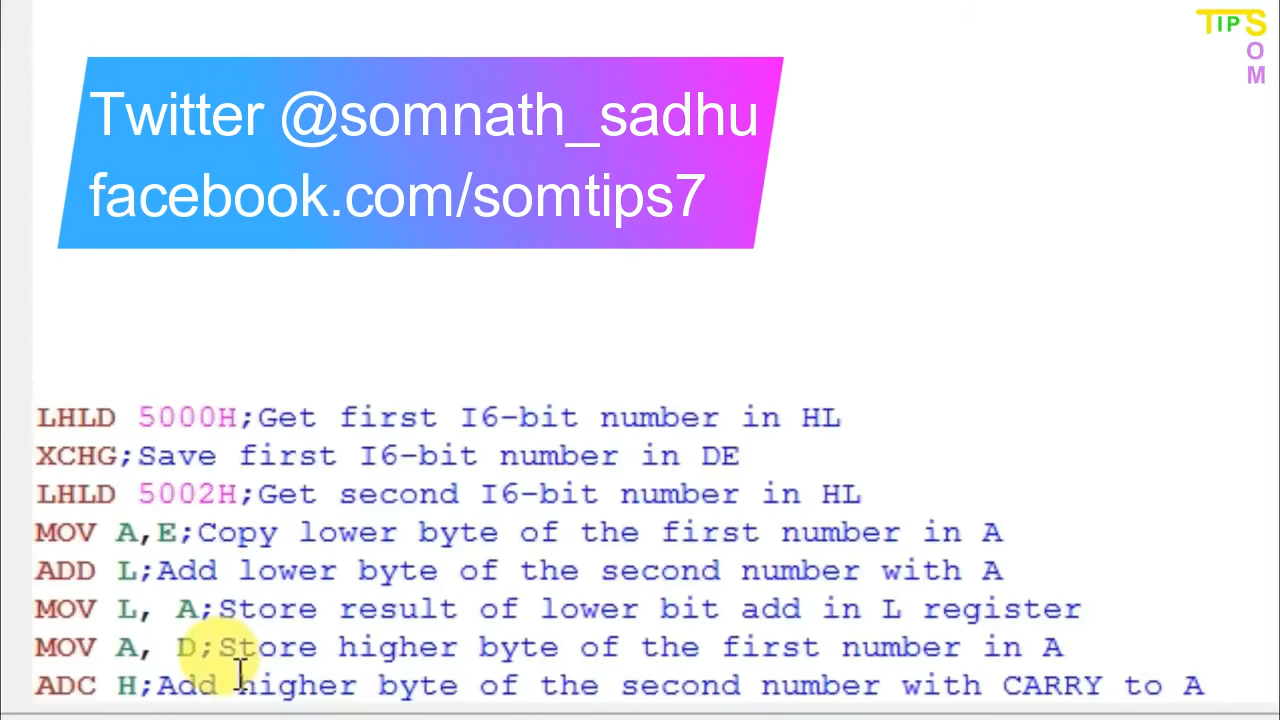 TIPS
OM
Twitter @somnath_sadhu
facebook.com/somtips7
LHLD 5000H;Get first I6-bit number in HL
XCHG;Save first I6-bit number in DE
LHLD 5002H;Get second I6-bit number in HL
MOV A,E;Copy lower byte of the first number in A
ADD L;Add lower byte of the second number with A
MOV L, A;Store result of lower bit add in L register
MOV A, D;Store higher byte of the first number in A
ADC H;Add higher byte of the second number with CARRY to A